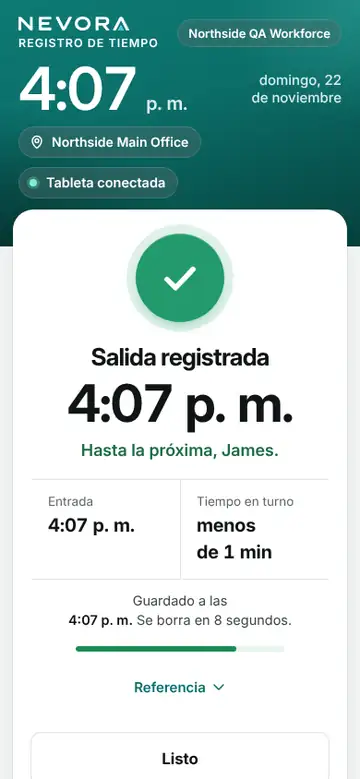 NEVORA
REGISTRO DE TIEMPO
Northside QA Workforce
4:07 p. m.
domingo, 22
de noviembre
Northside Main Office
Tableta conectada
Salida registrada
4:07 p. m.
Hasta la próxima, James.
Entrada
4:07 p. m.
Tiempo en turno
menos
de 1 min
Guardado a las
4:07 p. m. Se borra en 8 segundos.
Referencia
Listo